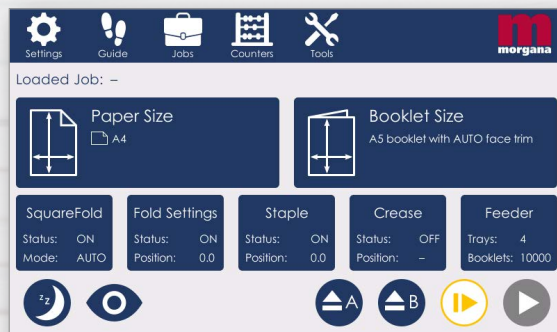 Settings Guide Jobs Counters Tools morgana
Loaded Job: –
Paper Size
A4
Booklet Size
A5 booklet with AUTO face trim
SquareFold
Status: ON
Mode: AUTO
Fold Settings
Status: ON
Position: 0.0
Staple
Status: ON
Position: 0.0
Crease
Status: OFF
Position: –
Feeder
Trays: 4
Booklets: 10000
zZ A B